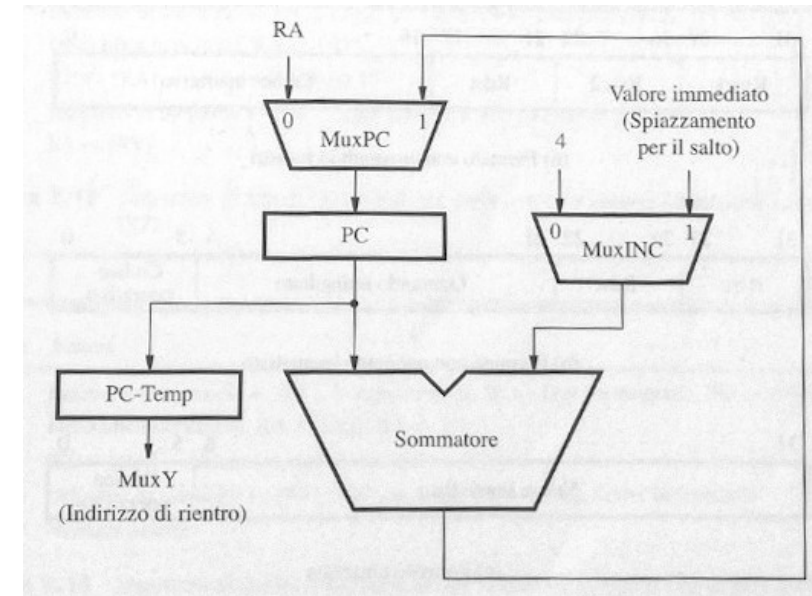 RA
0 1
MuxPC
Valore immediato
(Spiazzamento
per il salto)
4
PC
0 1
MuxINC
PC-Temp
Sommatore
MuxY
(Indirizzo di rientro)